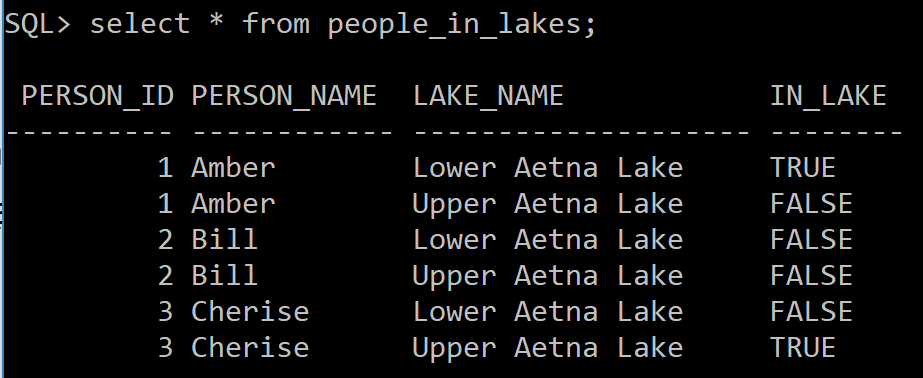 SQL> select * from people_in_lakes;
PERSON_ID PERSON_NAME LAKE_NAME IN_LAKE
---------- ------------ -------------------- --------
1 Amber Lower Aetna Lake TRUE
1 Amber Upper Aetna Lake FALSE
2 Bill Lower Aetna Lake FALSE
2 Bill Upper Aetna Lake FALSE
3 Cherise Lower Aetna Lake FALSE
3 Cherise Upper Aetna Lake TRUE